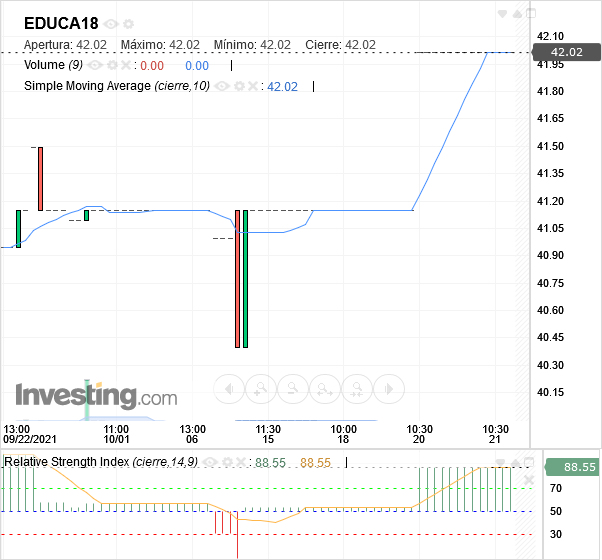 EDUCA18
Apertura: 42.02 Máximo: 42.02 Mínimo: 42.02 Cierre: 42.02
Volume (9) : 0.00 0.00
Simple Moving Average (cierre,10) : 42.02
42.10
42.02
41.95
41.80
41.65
41.50
41.35
41.20
41.05
40.90
40.75
40.60
40.45
40.30
40.15
Investing.com
13:00 11:00 13:00 11:30 10:00 10:30 10:30
09/22/2021 10/01 06 15 18 20 21
Relative Strength Index (cierre,14,9) : 88.55 88.55
88.55
70
50
30